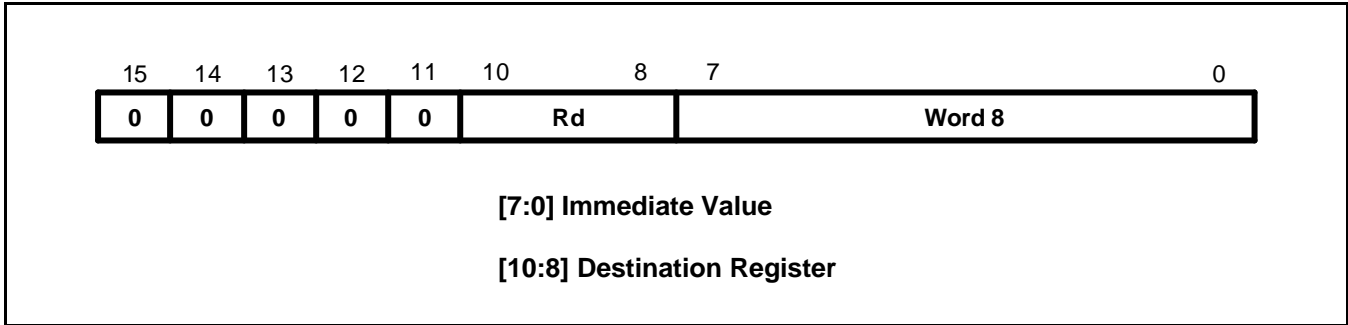 15 14 13 12 11 10 8 7 0
0 0 0 0 0 Rd Word 8
[7:0] Immediate Value
[10:8] Destination Register